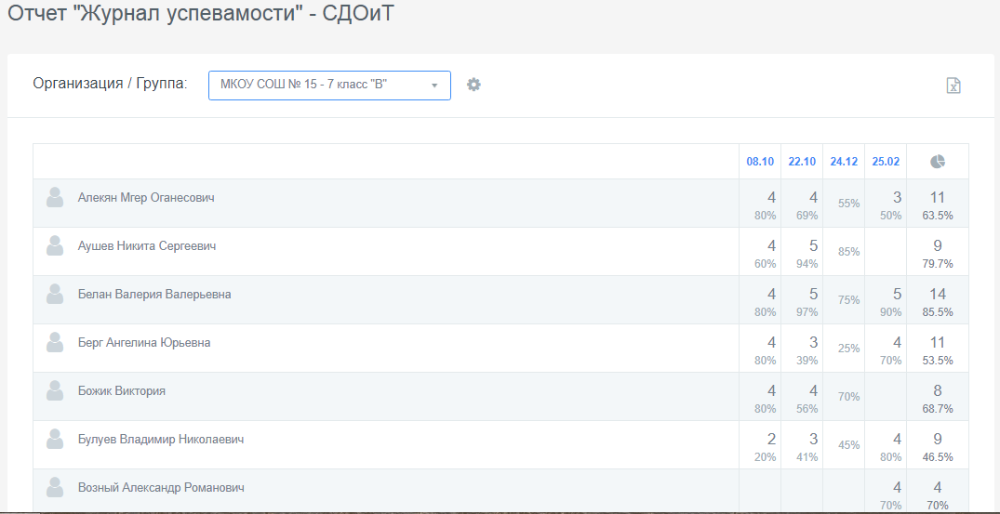 Отчет "Журнал успевамости" - СДОиТ
Организация / Группа: МКОУ СОШ № 15 - 7 класс "В"
08.10 22.10 24.12 25.02
Алекян Мгер Оганесович 4 4 55% 3 11
80% 69% 50% 63.5%
Аушев Никита Сергеевич 4 5 85% 9
60% 94% 79.7%
Белан Валерия Валерьевна 4 5 75% 5 14
80% 97% 90% 85.5%
Берг Ангелина Юрьевна 4 3 25% 4 11
80% 39% 70% 53.5%
Божик Виктория 4 4 70% 8
80% 56% 68.7%
Булуев Владимир Николаевич 2 3 45% 4 9
20% 41% 80% 46.5%
Возный Александр Романович 4 4
70% 70%